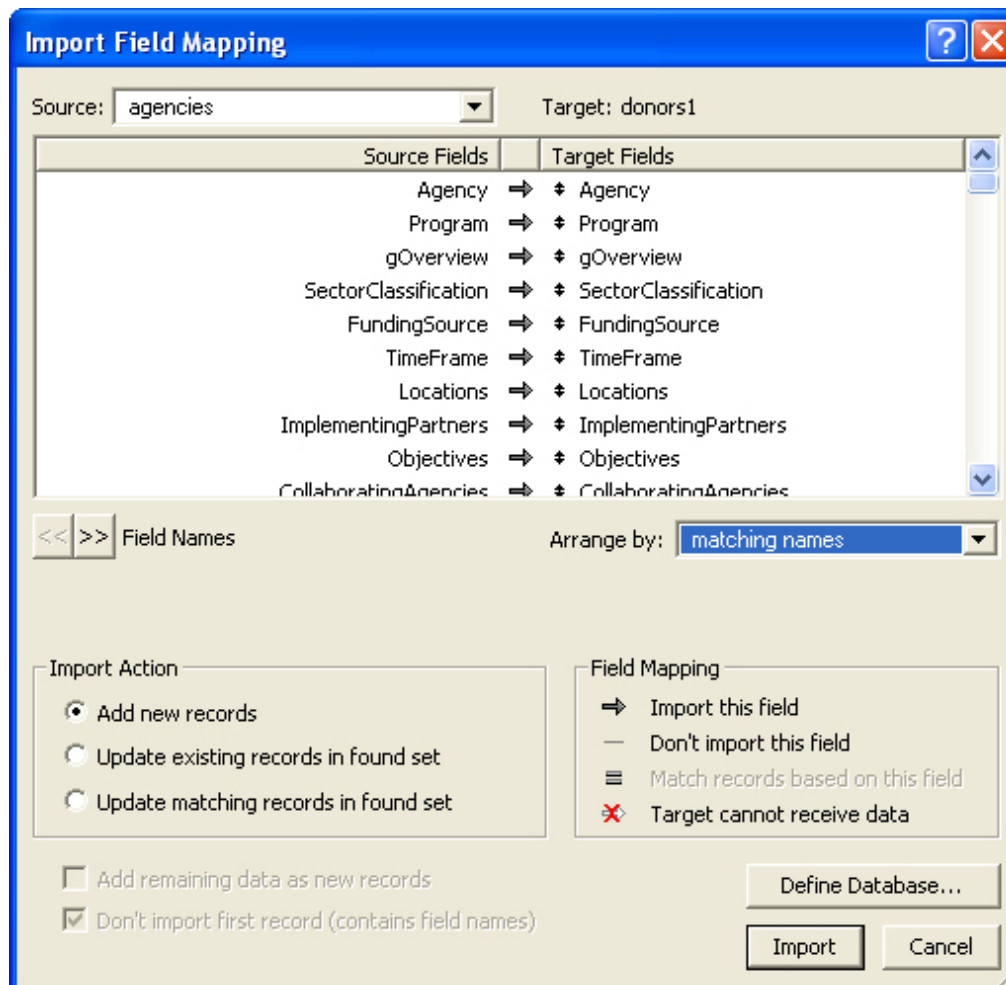 Import Field Mapping
Source: agencies Target: donors1
Source Fields Target Fields
Agency Agency
Program Program
gOverview gOverview
SectorClassification SectorClassification
FundingSource FundingSource
TimeFrame TimeFrame
Locations Locations
ImplementingPartners ImplementingPartners
Objectives Objectives
CollaboratingAgencies CollaboratingAgencies
<< >> Field Names Arrange by: matching names
Import Action
Add new records
Update existing records in found set
Update matching records in found set
Field Mapping
Import this field
Don't import this field
Match records based on this field
Target cannot receive data
Add remaining data as new records
Don't import first record (contains field names)
Define Database...
Import Cancel